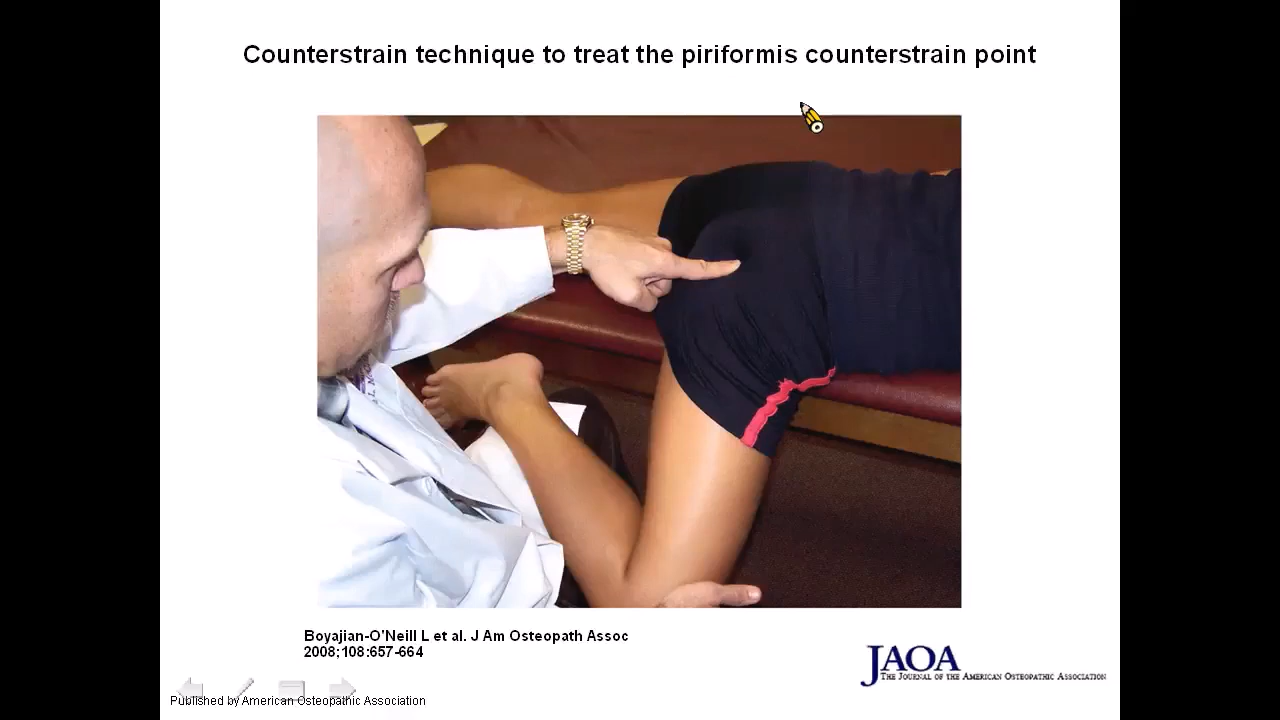 Counterstrain technique to treat the piriformis counterstrain point
Boyajian-O'Neill L et al. J Am Osteopath Assoc
2008;108:657-664
JAOA
THE JOURNAL OF THE AMERICAN OSTEOPATHIC ASSOCIATION
Published by American Osteopathic Association